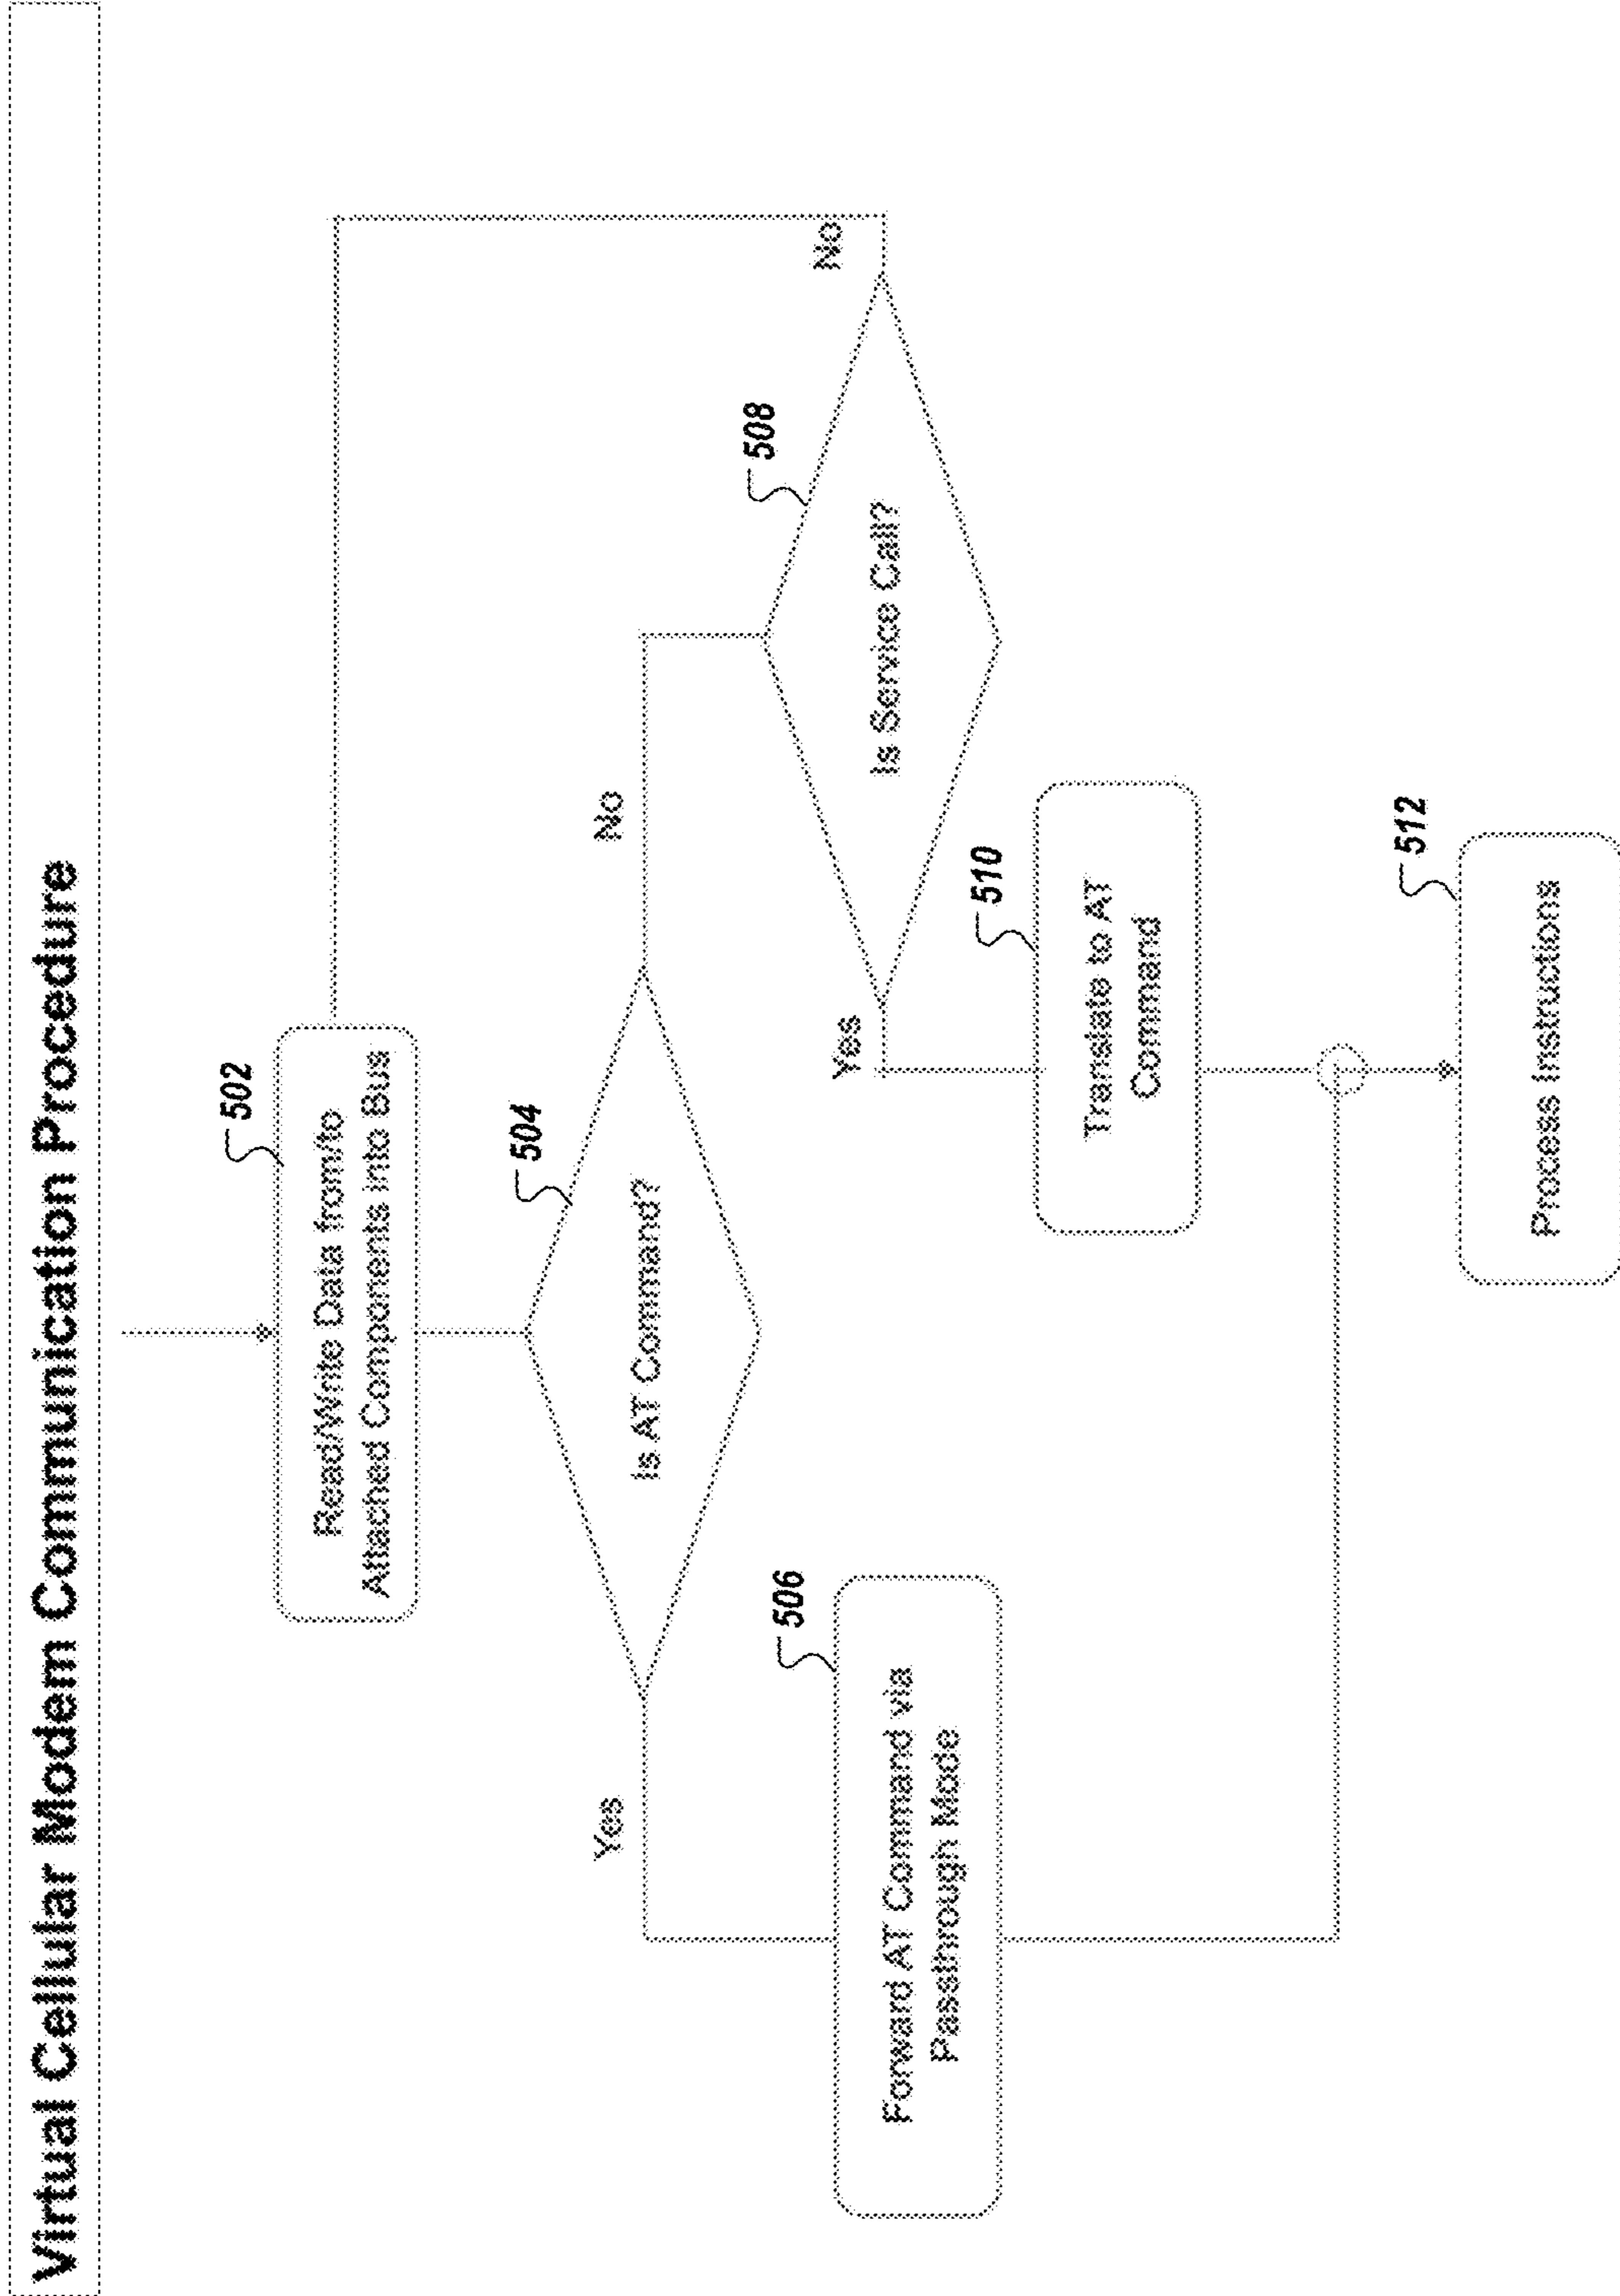 Virtual Cellular Modem Communication Procedure
502
Read/Write Data from/to
Attached Components into Bus
504
Is AT Command?
Yes
No
506
Forward AT Command via
Passthrough Mode
508
Is Service Call?
Yes
No
510
Translate to AT
Command
512
Process Instructions